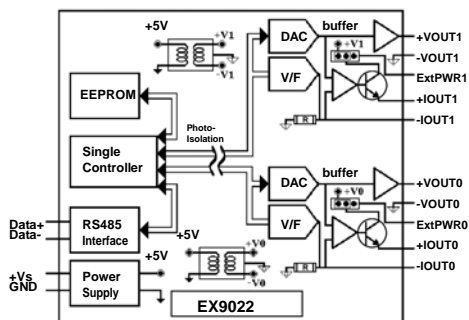 +5V
+V1
-V1
DAC
buffer
+VOUT1
-VOUT1
+V1
V/F
ExtPWR1
+IOUT1
R
-IOUT1
EEPROM
Photo-
Isolation
Single
Controller
DAC
buffer
+VOUT0
-VOUT0
+V0
V/F
ExtPWR0
+IOUT0
R
-IOUT0
Data+
Data-
RS485
Interface
+5V
+V0
-V0
+Vs
GND
Power
Supply
+5V
EX9022